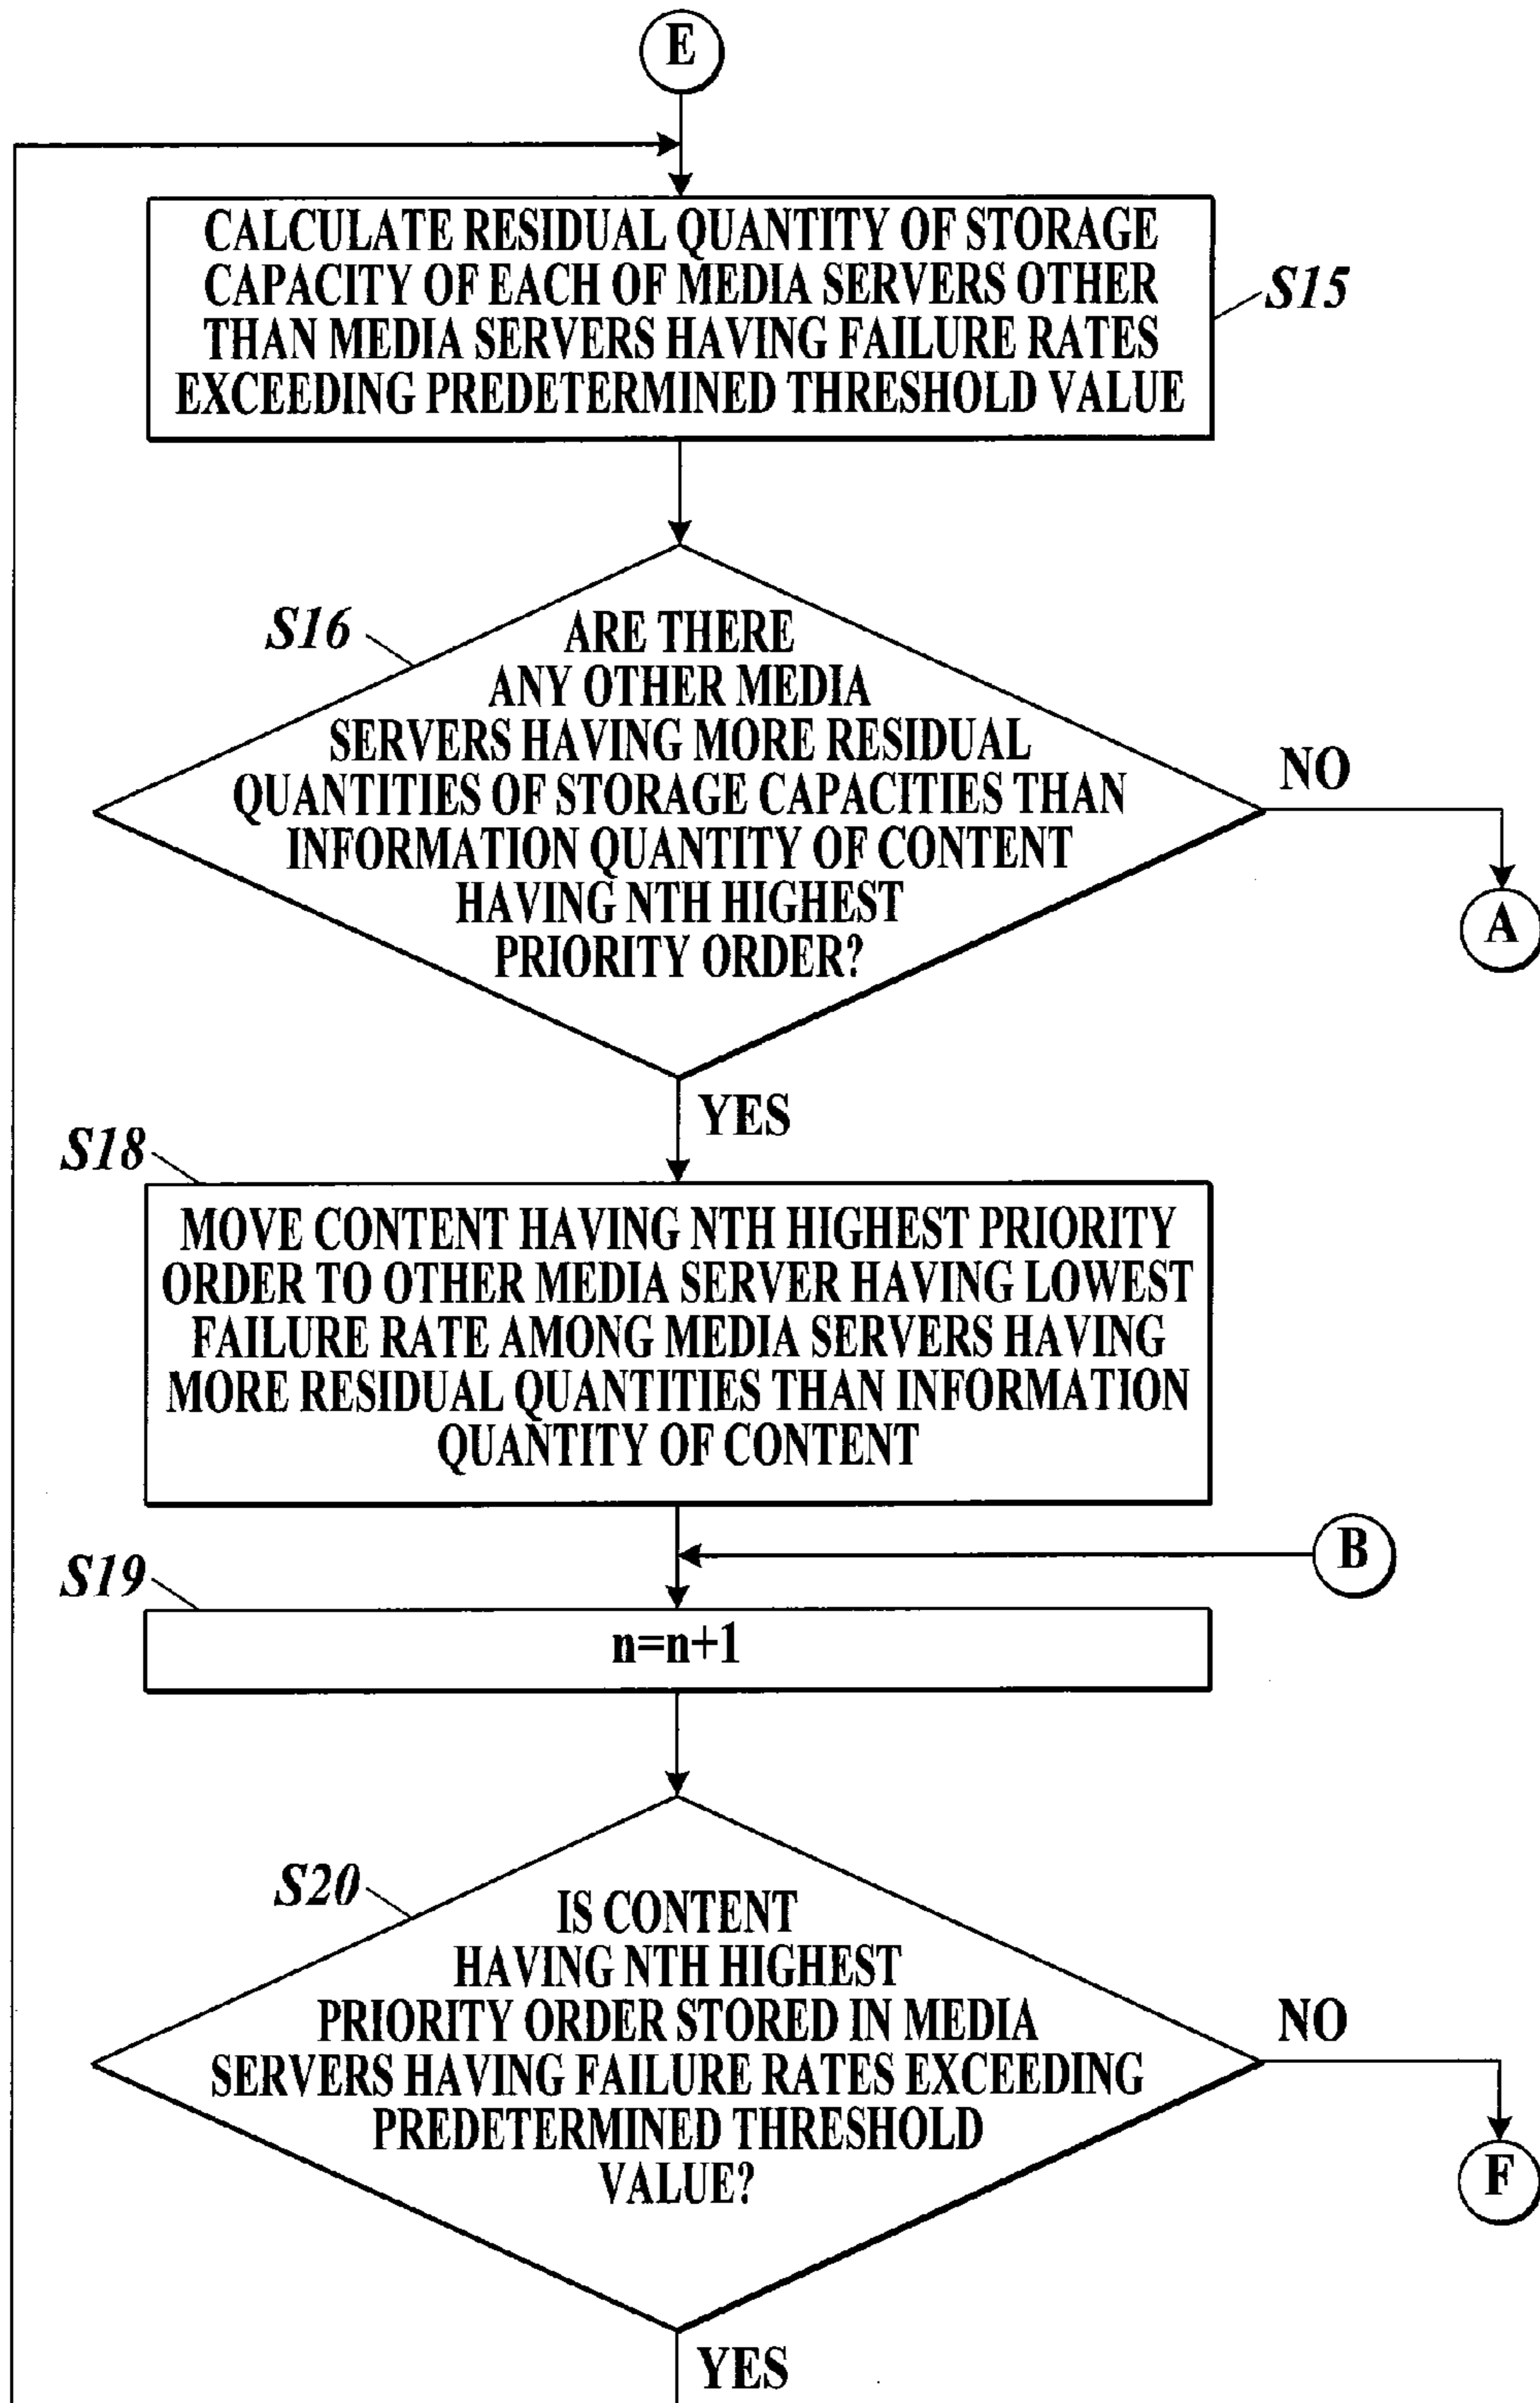 E
CALCULATE RESIDUAL QUANTITY OF STORAGE
CAPACITY OF EACH OF MEDIA SERVERS OTHER
THAN MEDIA SERVERS HAVING FAILURE RATES
EXCEEDING PREDETERMINED THRESHOLD VALUE
S15
S16
ARE THERE
ANY OTHER MEDIA
SERVERS HAVING MORE RESIDUAL
QUANTITIES OF STORAGE CAPACITIES THAN
INFORMATION QUANTITY OF CONTENT
HAVING NTH HIGHEST
PRIORITY ORDER?
NO
A
YES
S18
MOVE CONTENT HAVING NTH HIGHEST PRIORITY
ORDER TO OTHER MEDIA SERVER HAVING LOWEST
FAILURE RATE AMONG MEDIA SERVERS HAVING
MORE RESIDUAL QUANTITIES THAN INFORMATION
QUANTITY OF CONTENT
B
S19
n=n+1
S20
IS CONTENT
HAVING NTH HIGHEST
PRIORITY ORDER STORED IN MEDIA
SERVERS HAVING FAILURE RATES EXCEEDING
PREDETERMINED THRESHOLD
VALUE?
NO
F
YES